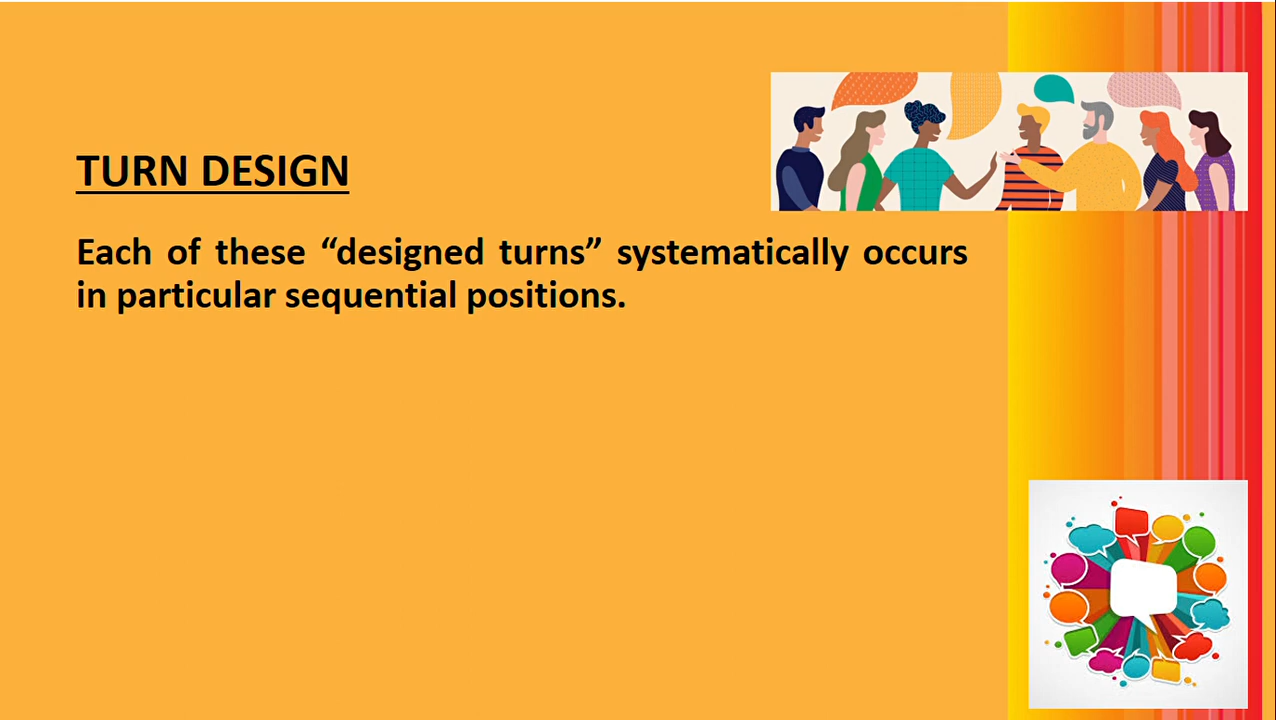 TURN DESIGN
Each of these “designed turns” systematically occurs
in particular sequential positions.